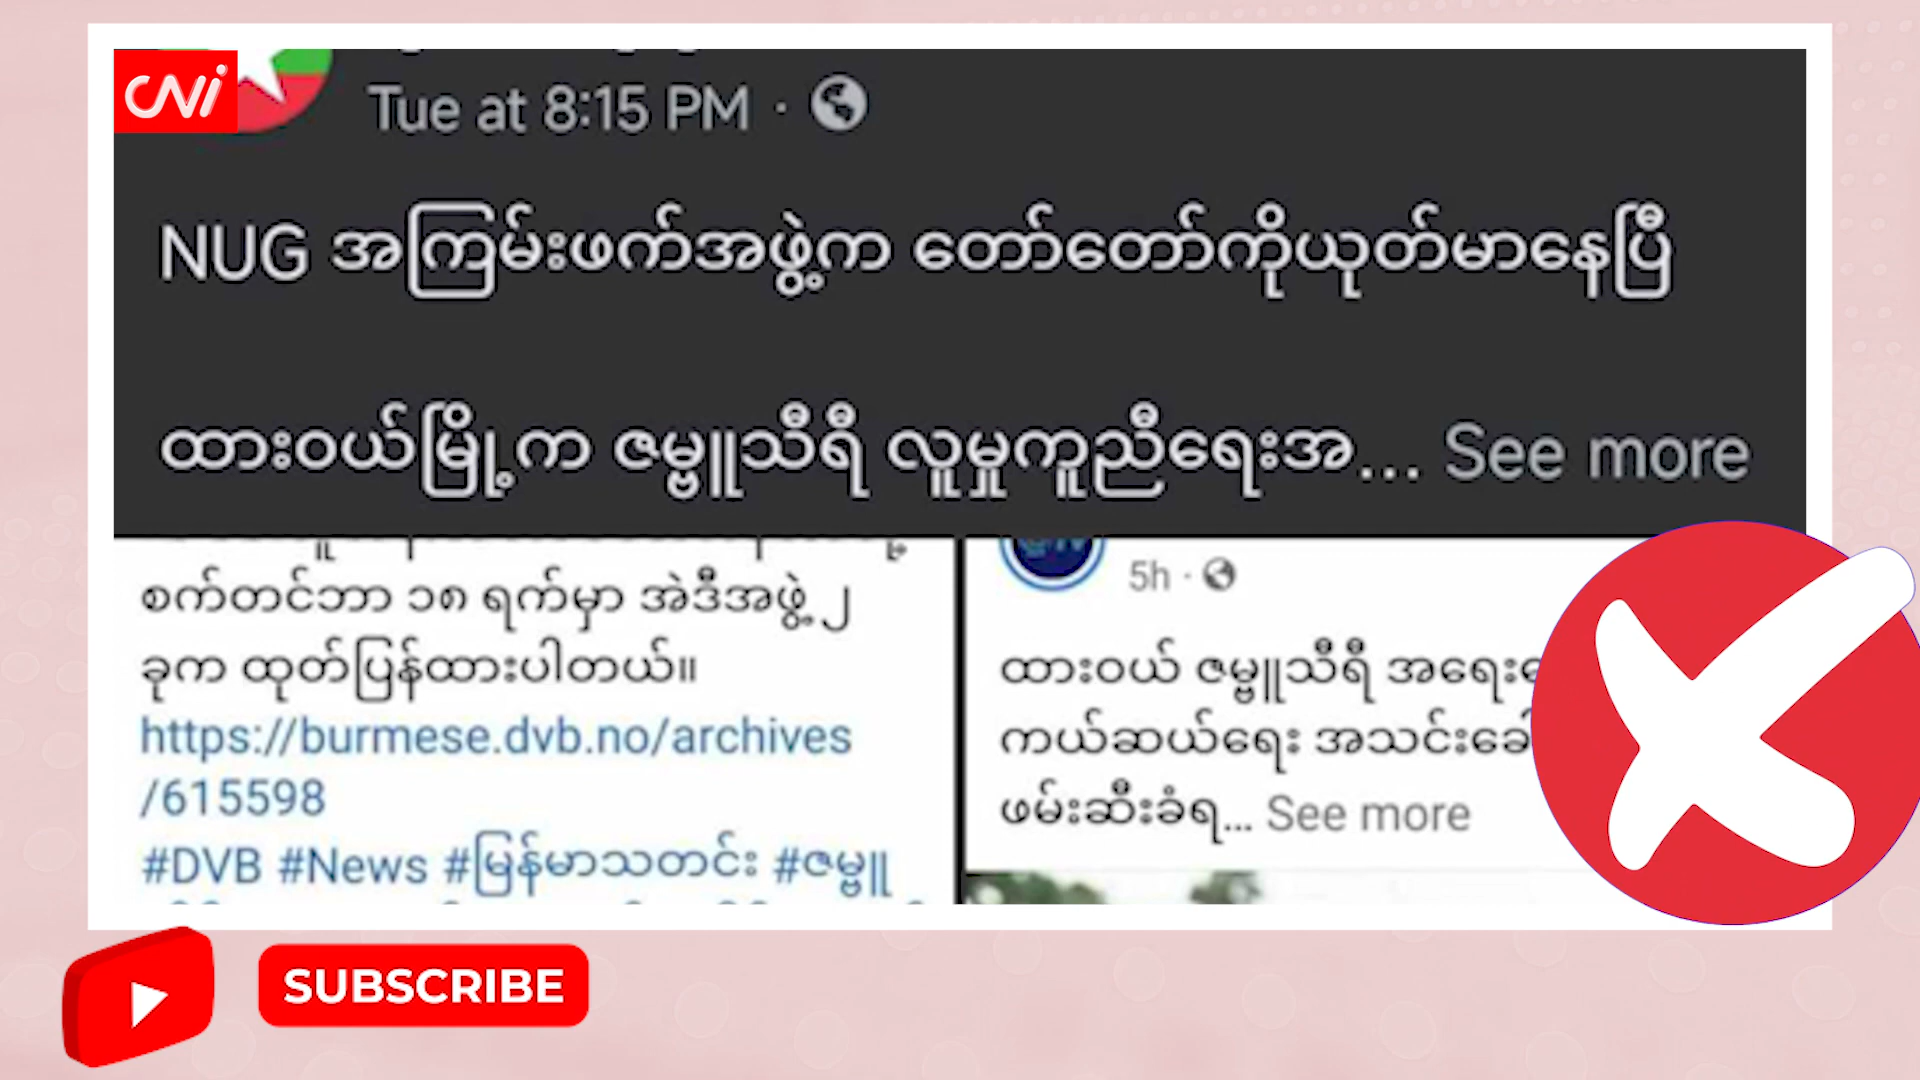 CNi
Tue at 8:15 PM ·
NUG အကြမ်းဖက်အဖွဲ့က တော်တော်ကိုယုတ်မာနေပြီ
ထားဝယ်မြို့က ဇမ္ဗူသီရီ လူမှုကူညီရေးအ... See more
စက်တင်ဘာ ၁၈ ရက်မှာ အဲဒီအဖွဲ့ ၂
ခုက ထုတ်ပြန်ထားပါတယ်။
https://burmese.dvb.no/archives
/615598
#DVB #News #မြန်မာသတင်း #ဇမ္ဗူ
5h ·
ထားဝယ် ဇမ္ဗူသီရီ
ကယ်ဆယ်ရေး
ဖမ်းဆီးခံရ... See more
SUBSCRIBE